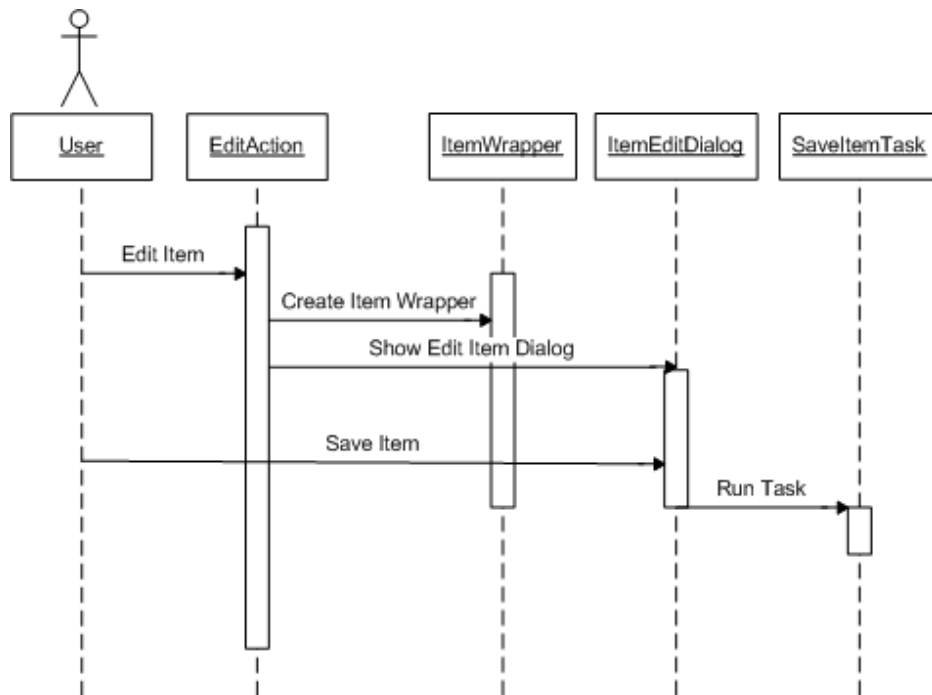 User
EditAction
ItemWrapper
ItemEditDialog
SaveItemTask
Edit Item
Create Item Wrapper
Show Edit Item Dialog
Save Item
Run Task